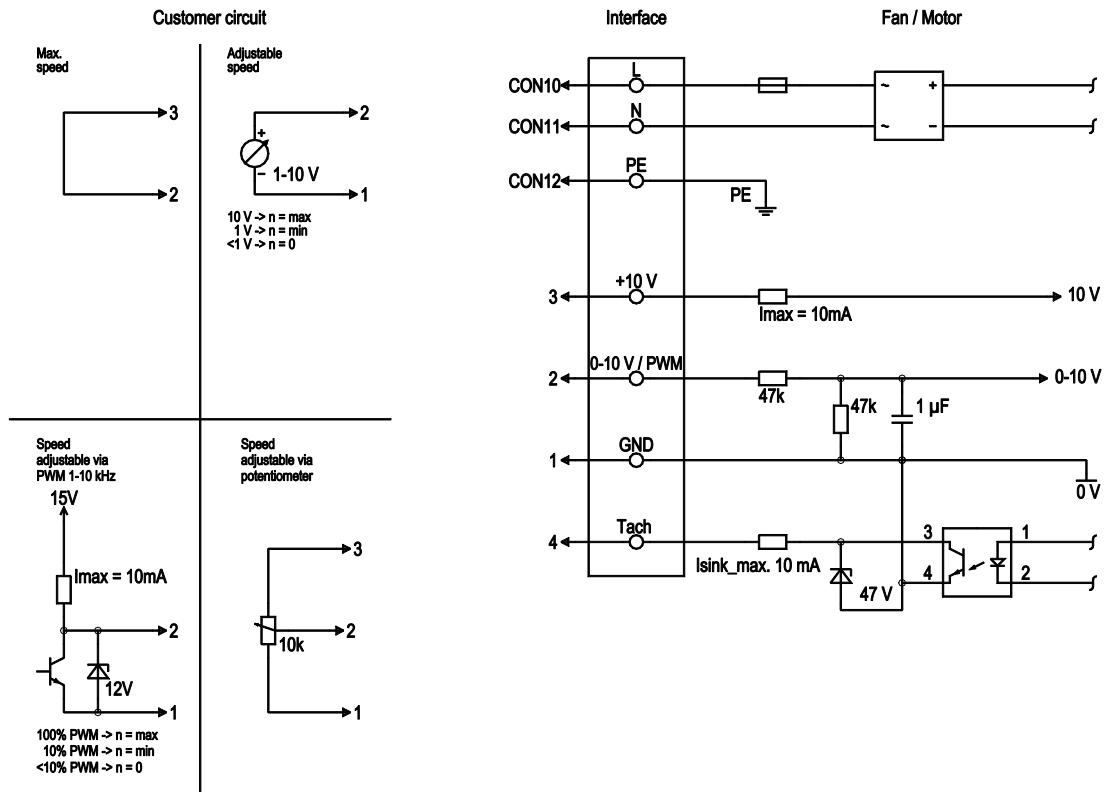 Customer circuit
Interface
Fan / Motor
Max.
speed
3
2
Adjustable
speed
2
+
−
1-10 V
1
10 V -> n = max
1 V -> n = min
<1 V -> n = 0
Speed
adjustable via
PWM 1-10 kHz
15V
Imax = 10mA
2
12V
1
100% PWM -> n = max
10% PWM -> n = min
<10% PWM -> n = 0
Speed
adjustable via
potentiometer
3
2
10k
1
CON10
L
~
+
CON11
N
~
−
CON12
PE
PE
3
+10 V
10 V
Imax = 10mA
2
0-10 V / PWM
0-10 V
47k
47k
1 µF
1
GND
0 V
4
Tach
3
1
Isink_max. 10 mA
4
2
47 V